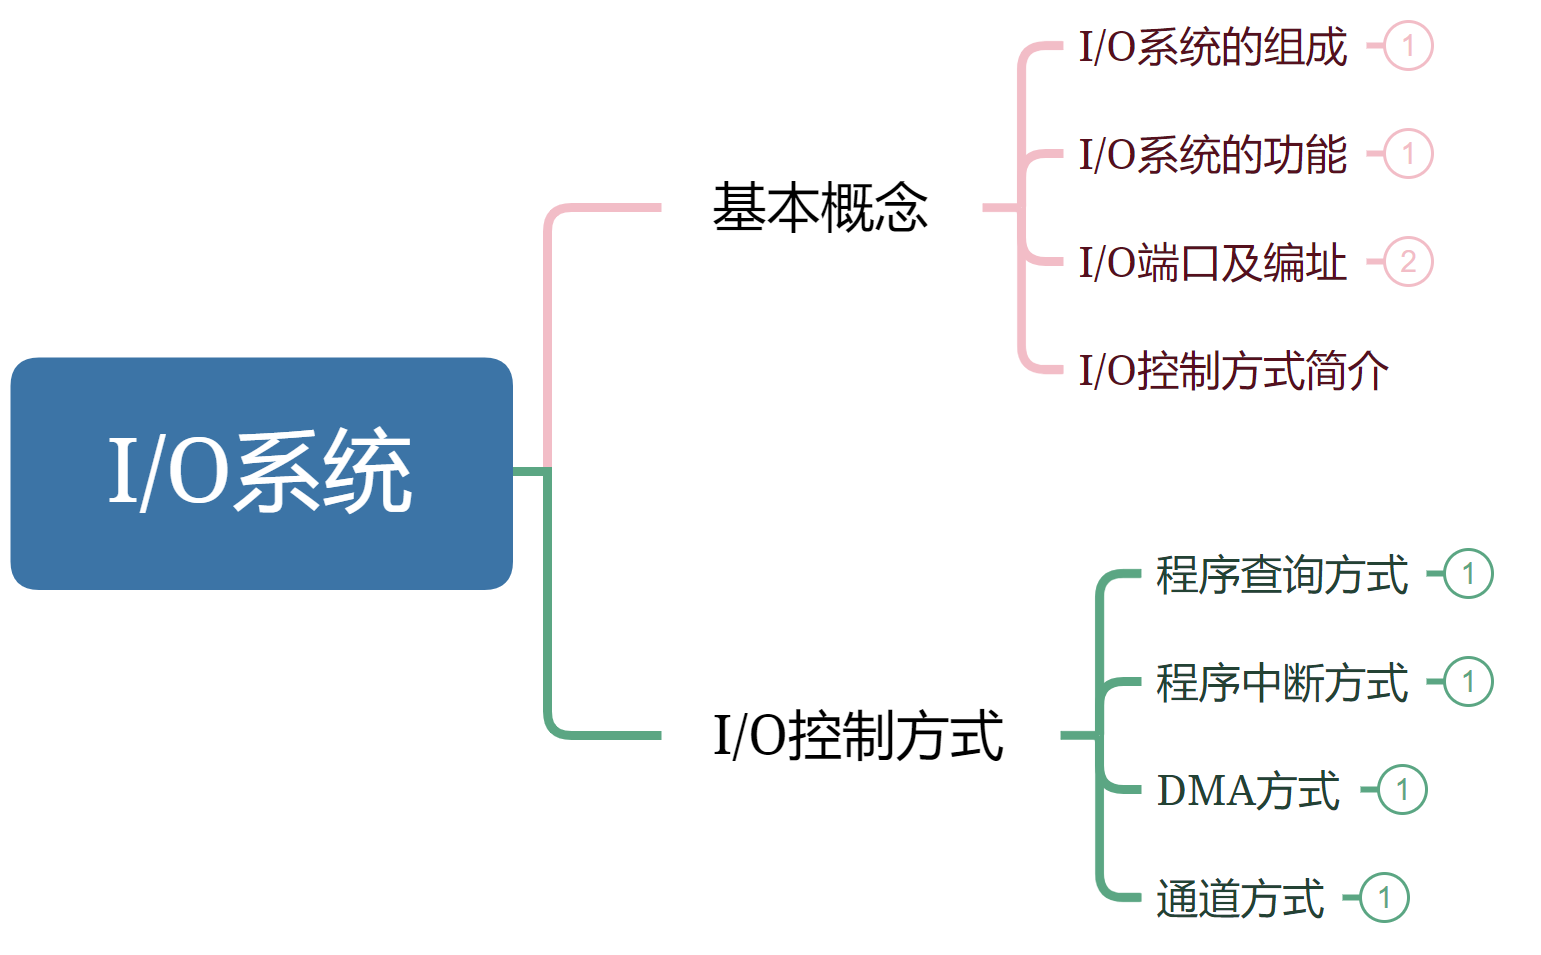 I/O系统
基本概念
I/O系统的组成 1
I/O系统的功能 1
I/O端口及编址 2
I/O控制方式简介
I/O控制方式
程序查询方式 1
程序中断方式 1
DMA方式 1
通道方式 1